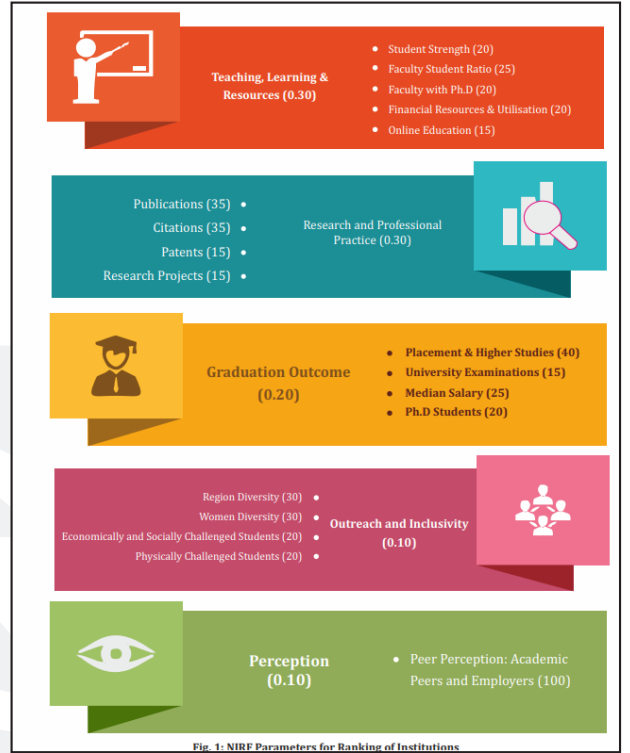 Teaching, Learning &
Resources (0.30)
• Student Strength (20)
• Faculty Student Ratio (25)
• Faculty with Ph.D (20)
• Financial Resources & Utilisation (20)
• Online Education (15)
Publications (35) •
Citations (35) •
Patents (15) •
Research Projects (15) •
Research and Professional
Practice (0.30)
Graduation Outcome
(0.20)
• Placement & Higher Studies (40)
• University Examinations (15)
• Median Salary (25)
• Ph.D Students (20)
Region Diversity (30) •
Women Diversity (30) •
Economically and Socially Challenged Students (20) •
Physically Challenged Students (20) •
Outreach and Inclusivity
(0.10)
Perception
(0.10)
• Peer Perception: Academic
Peers and Employers (100)
Fig. 1: NIRF Parameters for Ranking of Institutions